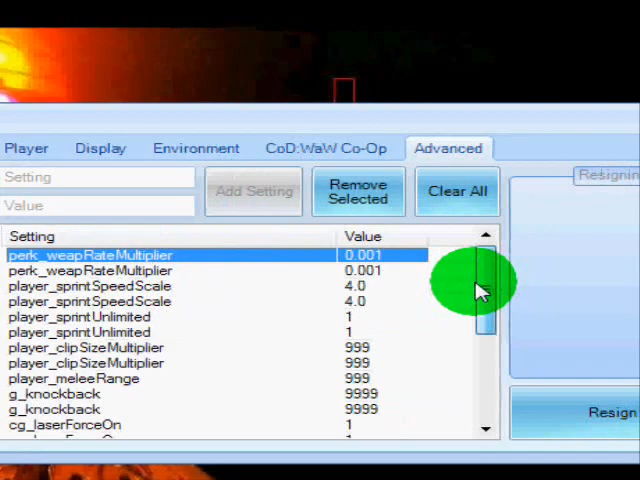 Player Display Environment CoD:WaW Co-Op Advanced
Setting Add Setting Remove Selected Clear All Resignin
Value
Setting Value
perk_weapRateMultiplier 0.001
perk_weapRateMultiplier 0.001
player_sprintSpeedScale 4.0
player_sprintSpeedScale 4.0
player_sprintUnlimited 1
player_sprintUnlimited 1
player_clipSizeMultiplier 999
player_clipSizeMultiplier 999
player_meleeRange 999
g_knockback 9999
g_knockback 9999 Resign
cg_laserForceOn 1